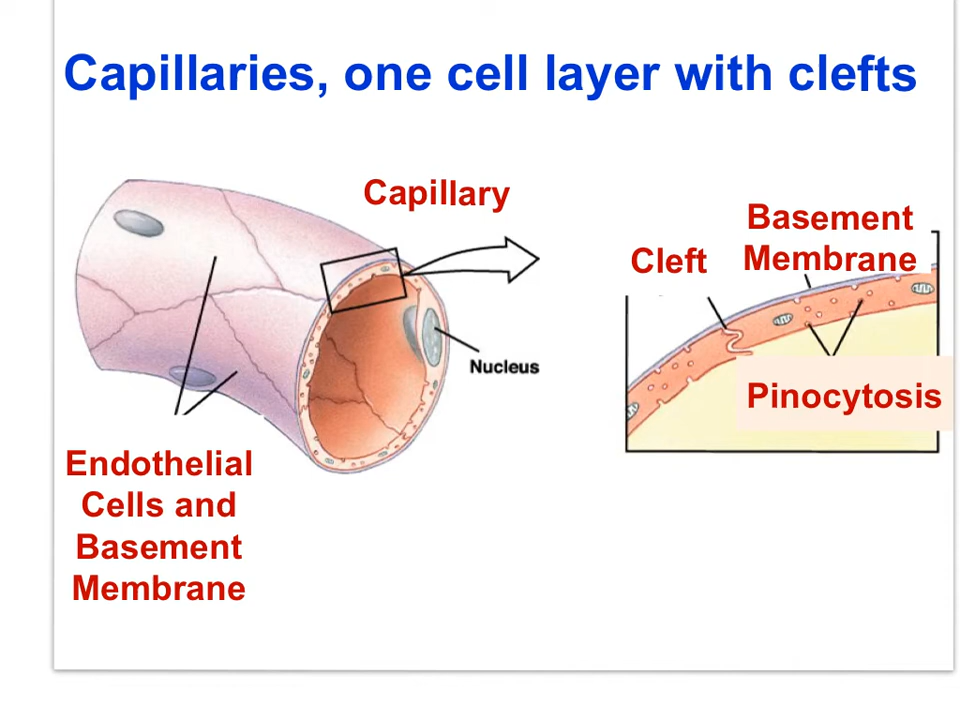 Capillaries, one cell layer with clefts
Capillary
Basement
Membrane
Cleft
Nucleus
Pinocytosis
Endothelial
Cells and
Basement
Membrane